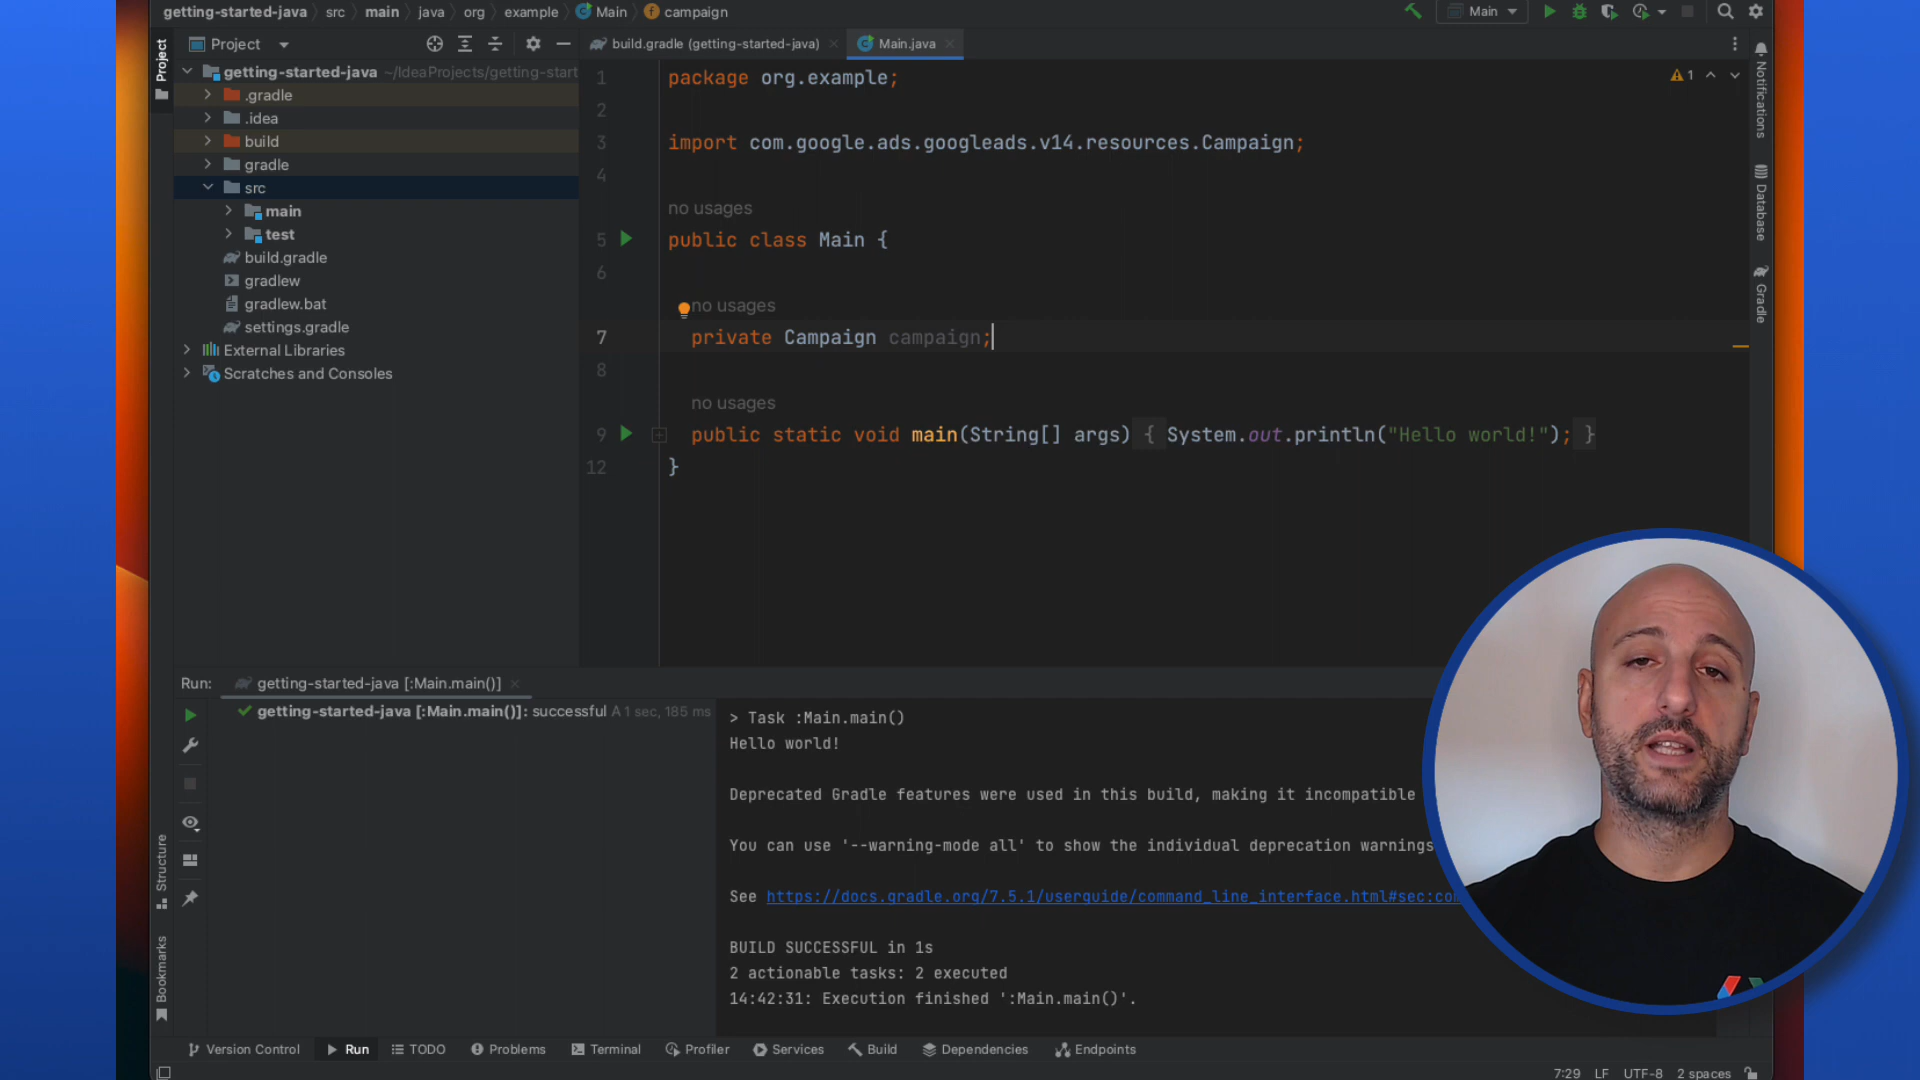 getting-started-java src main java org example Main campaign
Main
Project
build.gradle (getting-started-java)
Main.java
Project
getting-started-java ~/IdeaProjects/getting-start
.gradle
.idea
build
gradle
src
main
test
build.gradle
gradlew
gradlew.bat
settings.gradle
External Libraries
Scratches and Consoles
1 package org.example;
2
3 import com.google.ads.googleads.v14.resources.Campaign;
4
no usages
5 public class Main {
6
no usages
7 private Campaign campaign;
8
no usages
9 public static void main(String[] args) { System.out.println("Hello world!"); }
12 }
1
Notifications
Database
Gradle
Run: getting-started-java [:Main.main()]
getting-started-java [:Main.main()]: successful A 1 sec, 185 ms
> Task :Main.main()
Hello world!
Deprecated Gradle features were used in this build, making it incompatible
You can use '--warning-mode all' to show the individual deprecation warnings
See https://docs.gradle.org/7.5.1/userguide/command_line_interface.html#sec:com
BUILD SUCCESSFUL in 1s
2 actionable tasks: 2 executed
14:42:31: Execution finished ':Main.main()'.
Structure
Bookmarks
Version Control Run TODO Problems Terminal Profiler Services Build Dependencies Endpoints
7:29 LF UTF-8 2 spaces